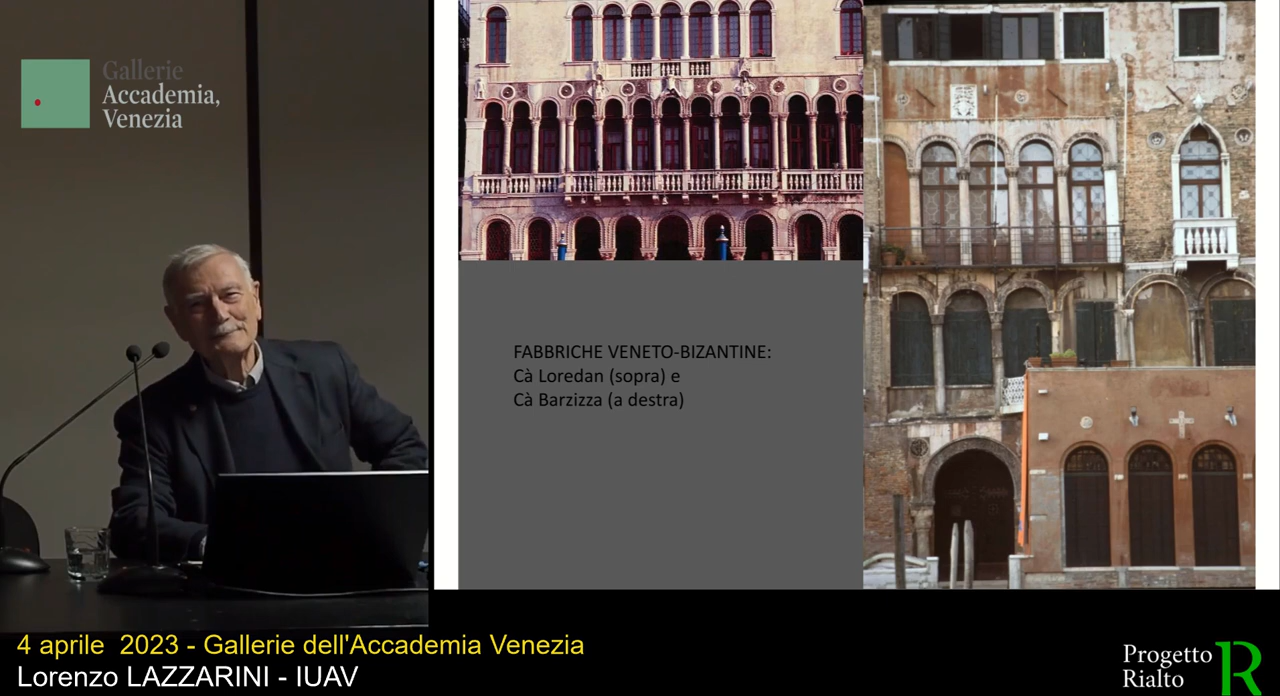 Gallerie
Accademia,
Venezia
FABBRICHE VENETO-BIZANTINE:
Cà Loredan (sopra) e
Cà Barzizza (a destra)
4 aprile  2023 - Gallerie dell'Accademia Venezia
Lorenzo LAZZARINI - IUAV
Progetto
Rialto
R